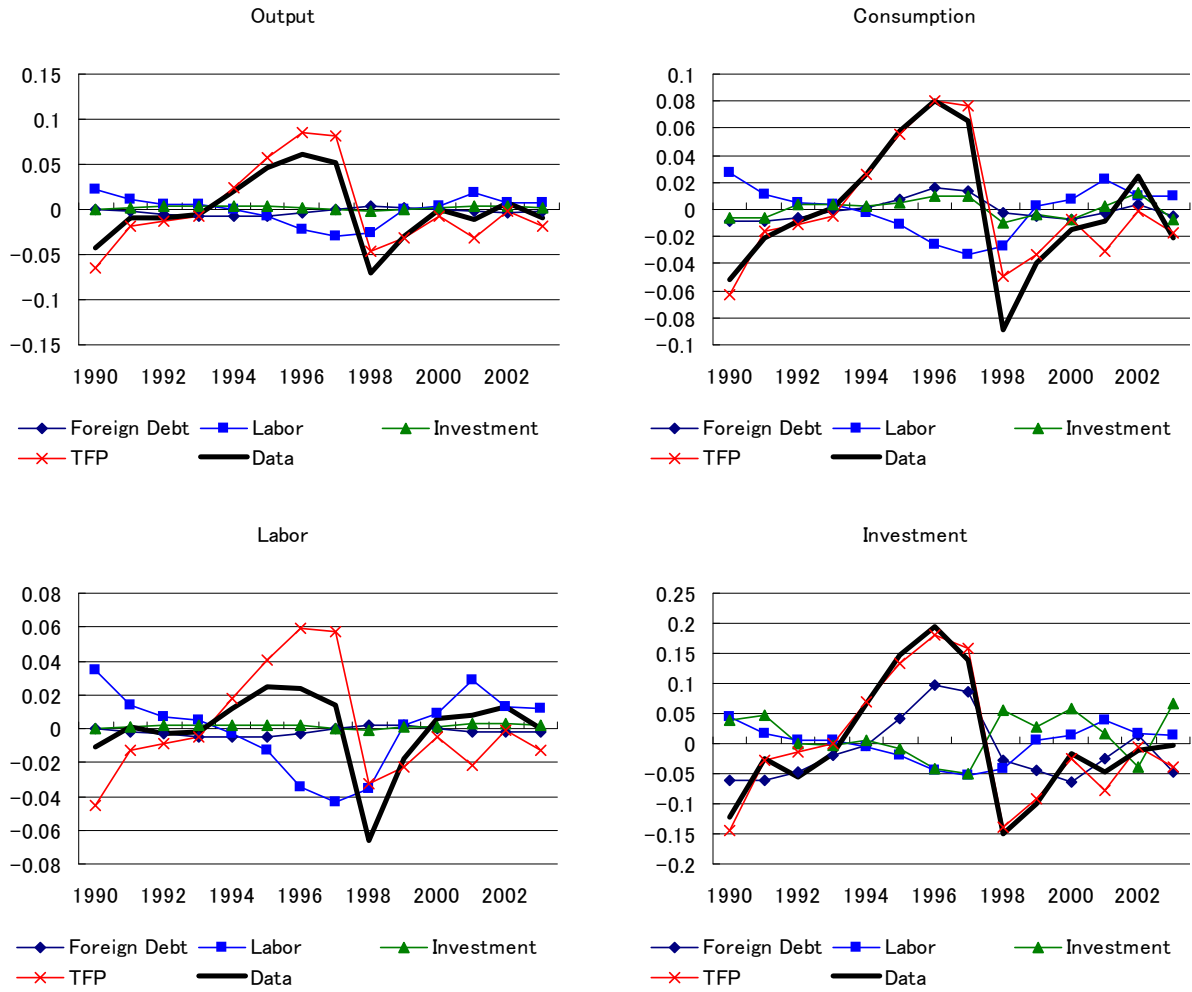 Output
0.15
0.1
0.05
0
-0.05
-0.1
-0.15
1990 1992 1994 1996 1998 2000 2002
Foreign Debt Labor Investment
TFP Data
Consumption
0.1
0.08
0.06
0.04
0.02
0
-0.02
-0.04
-0.06
-0.08
-0.1
1990 1992 1994 1996 1998 2000 2002
Foreign Debt Labor Investment
TFP Data
Labor
0.08
0.06
0.04
0.02
0
-0.02
-0.04
-0.06
-0.08
1990 1992 1994 1996 1998 2000 2002
Foreign Debt Labor Investment
TFP Data
Investment
0.25
0.2
0.15
0.1
0.05
0
-0.05
-0.1
-0.15
-0.2
1990 1992 1994 1996 1998 2000 2002
Foreign Debt Labor Investment
TFP Data